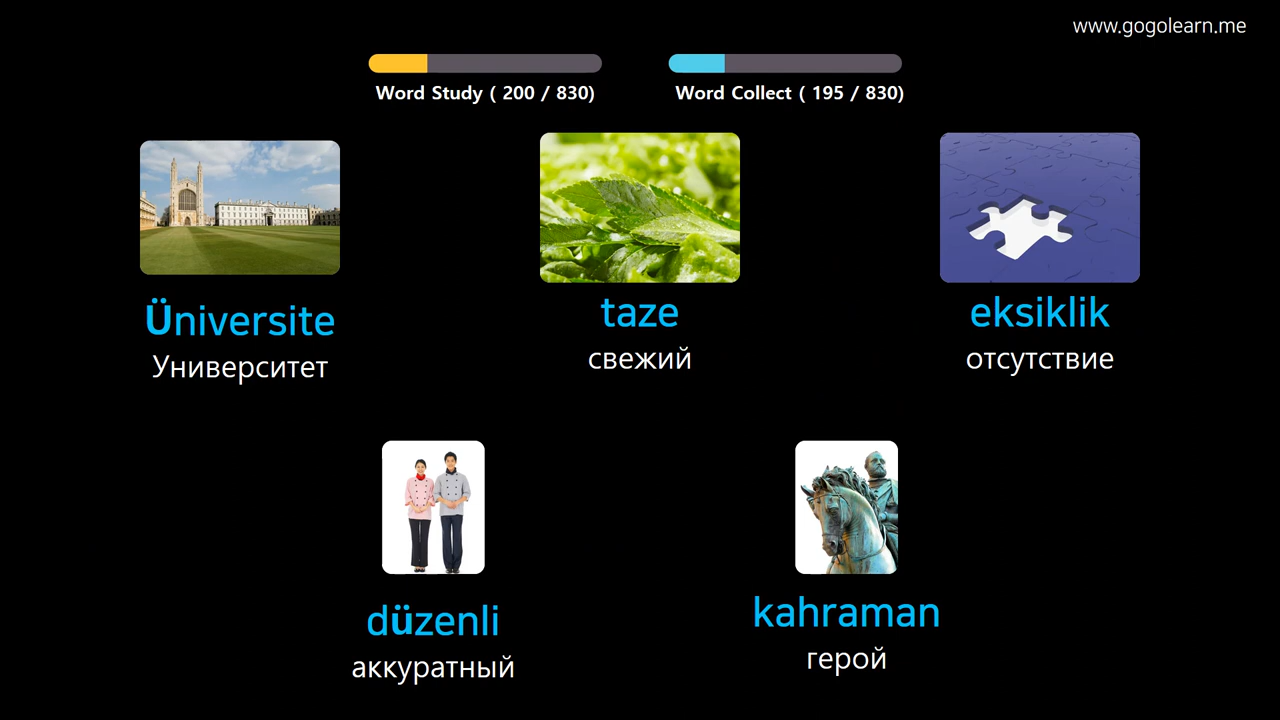 www.gogolearn.me
Word Study ( 200 / 830)
Word Collect ( 195 / 830)
Üniversite
Университет
taze
свежий
eksiklik
отсутствие
düzenli
аккуратный
kahraman
герой